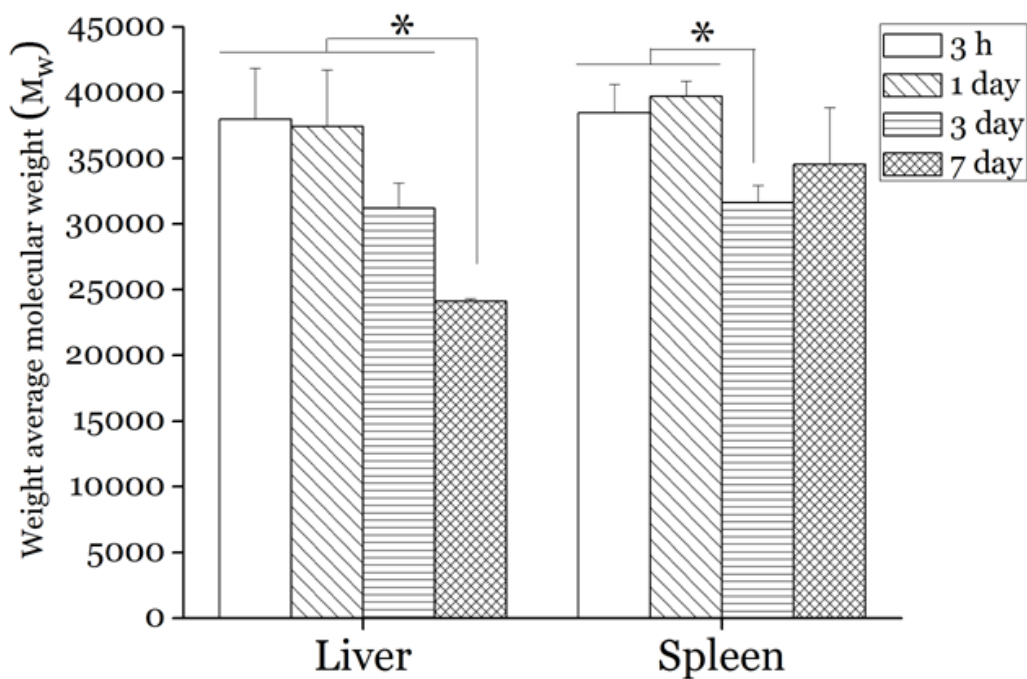 Weight average molecular weight (Mw)
45000
40000
35000
30000
25000
20000
15000
10000
5000
0
*
*
3 h
1 day
3 day
7 day
Liver
Spleen